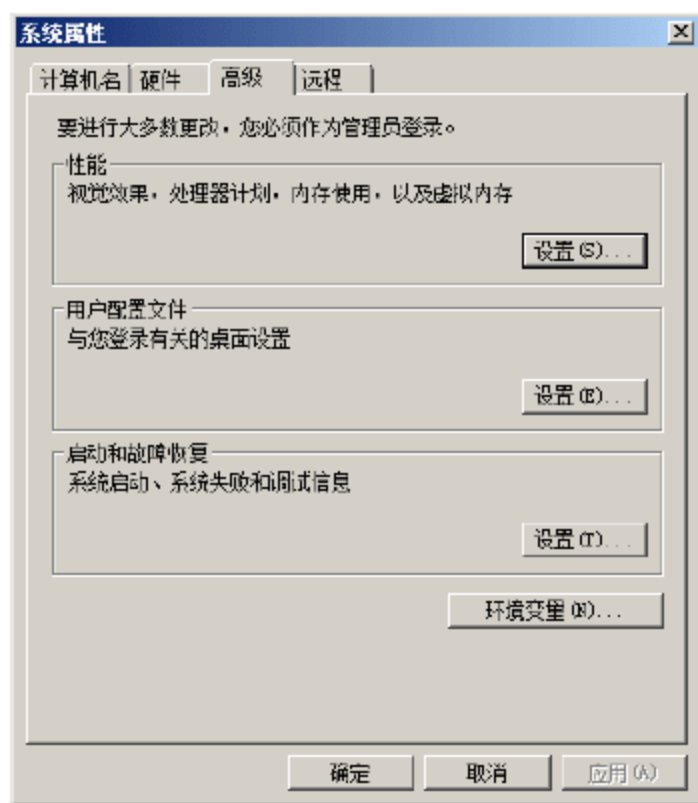 系统属性
计算机名 硬件 高级 远程
要进行大多数更改，您必须作为管理员登录。
性能
视觉效果，处理器计划，内存使用，以及虚拟内存
设置(S)...
用户配置文件
与您登录有关的桌面设置
设置(E)...
启动和故障恢复
系统启动、系统失败和调试信息
设置(T)...
环境变量(N)...
确定 取消 应用(A)